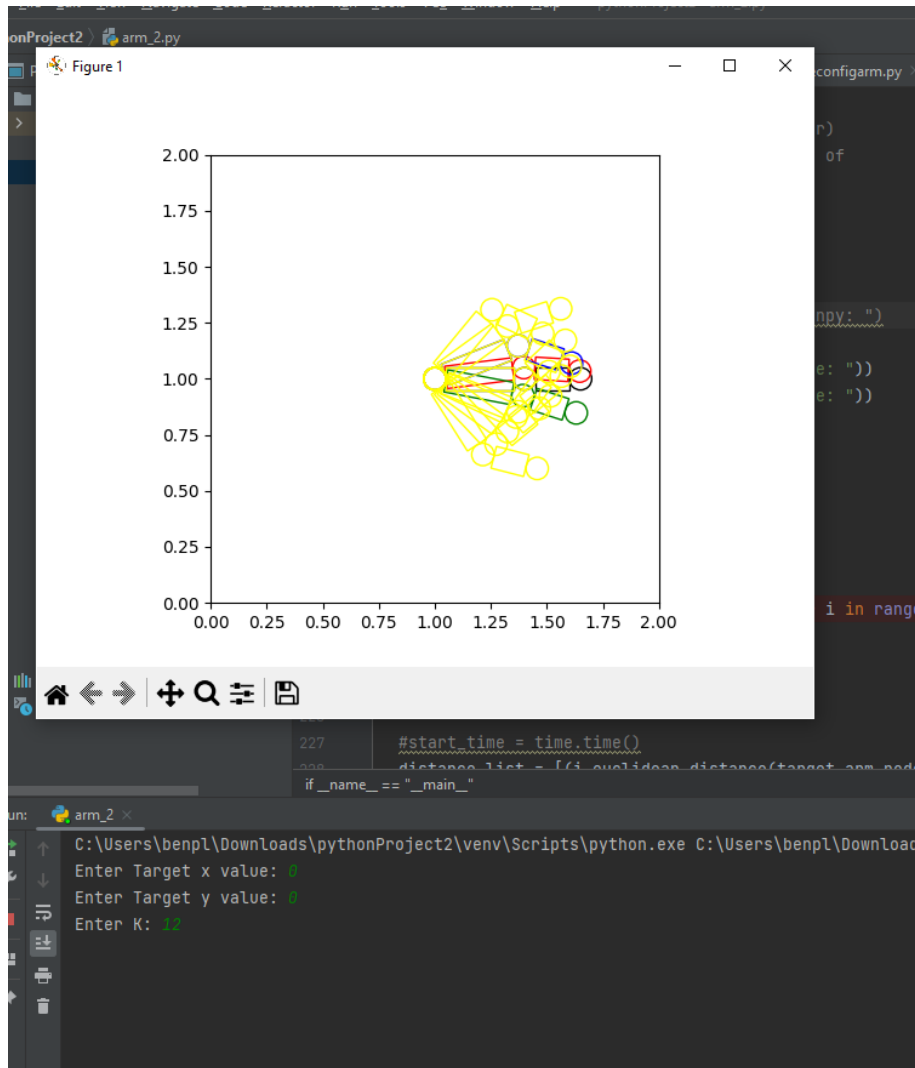 onProject2 > arm_2.py
Figure 1
configarm.py
r)
of
npy: ")
e: "))
e: "))
i in range
2.00
1.75
1.50
1.25
1.00
0.75
0.50
0.25
0.00
0.00 0.25 0.50 0.75 1.00 1.25 1.50 1.75 2.00
227 #start_time = time.time()
if __name__ == "__main__"
un: arm_2
C:\Users\benpl\Downloads\pythonProject2\venv\Scripts\python.exe C:\Users\benpl\Downloa
Enter Target x value: 0
Enter Target y value: 0
Enter K: 12